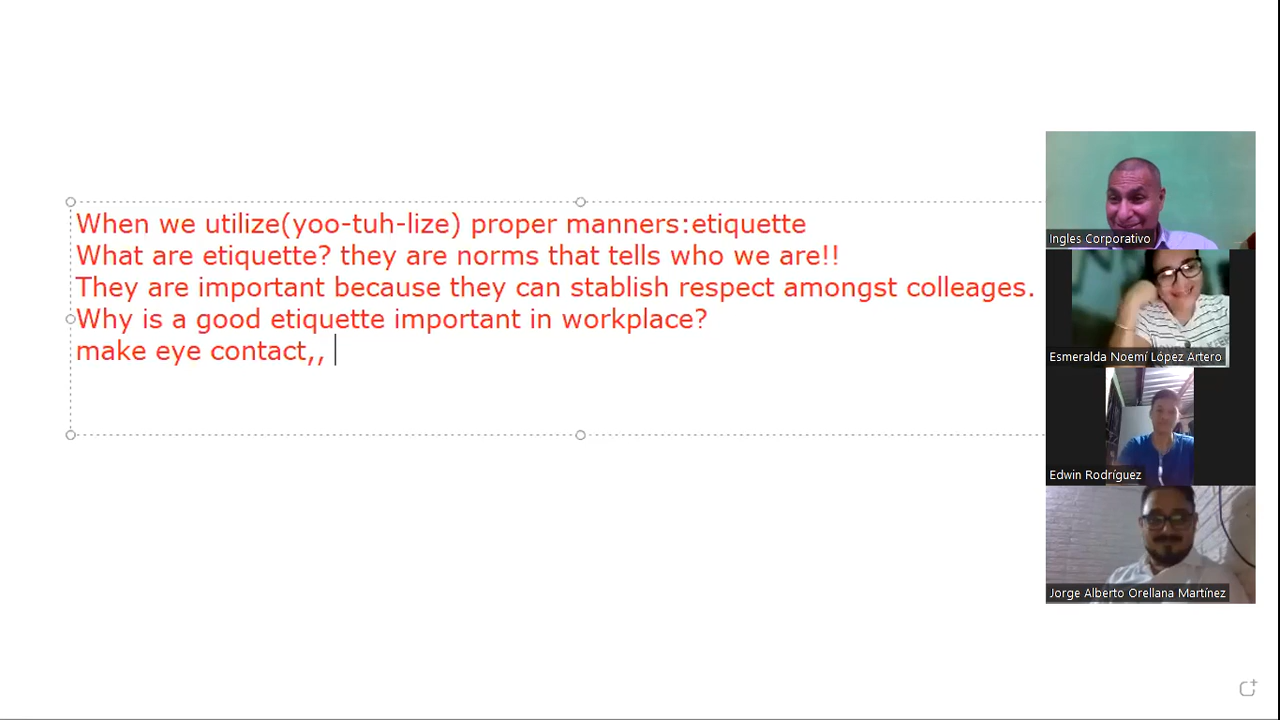 When we utilize(yoo-tuh-lize) proper manners:etiquette
What are etiquette? they are norms that tells who we are!!
They are important because they can stablish respect amongst colleages.
Why is a good etiquette important in workplace?
make eye contact,,
Ingles Corporativo
Esmeralda Noemí López Artero
Edwin Rodríguez
Jorge Alberto Orellana Martínez